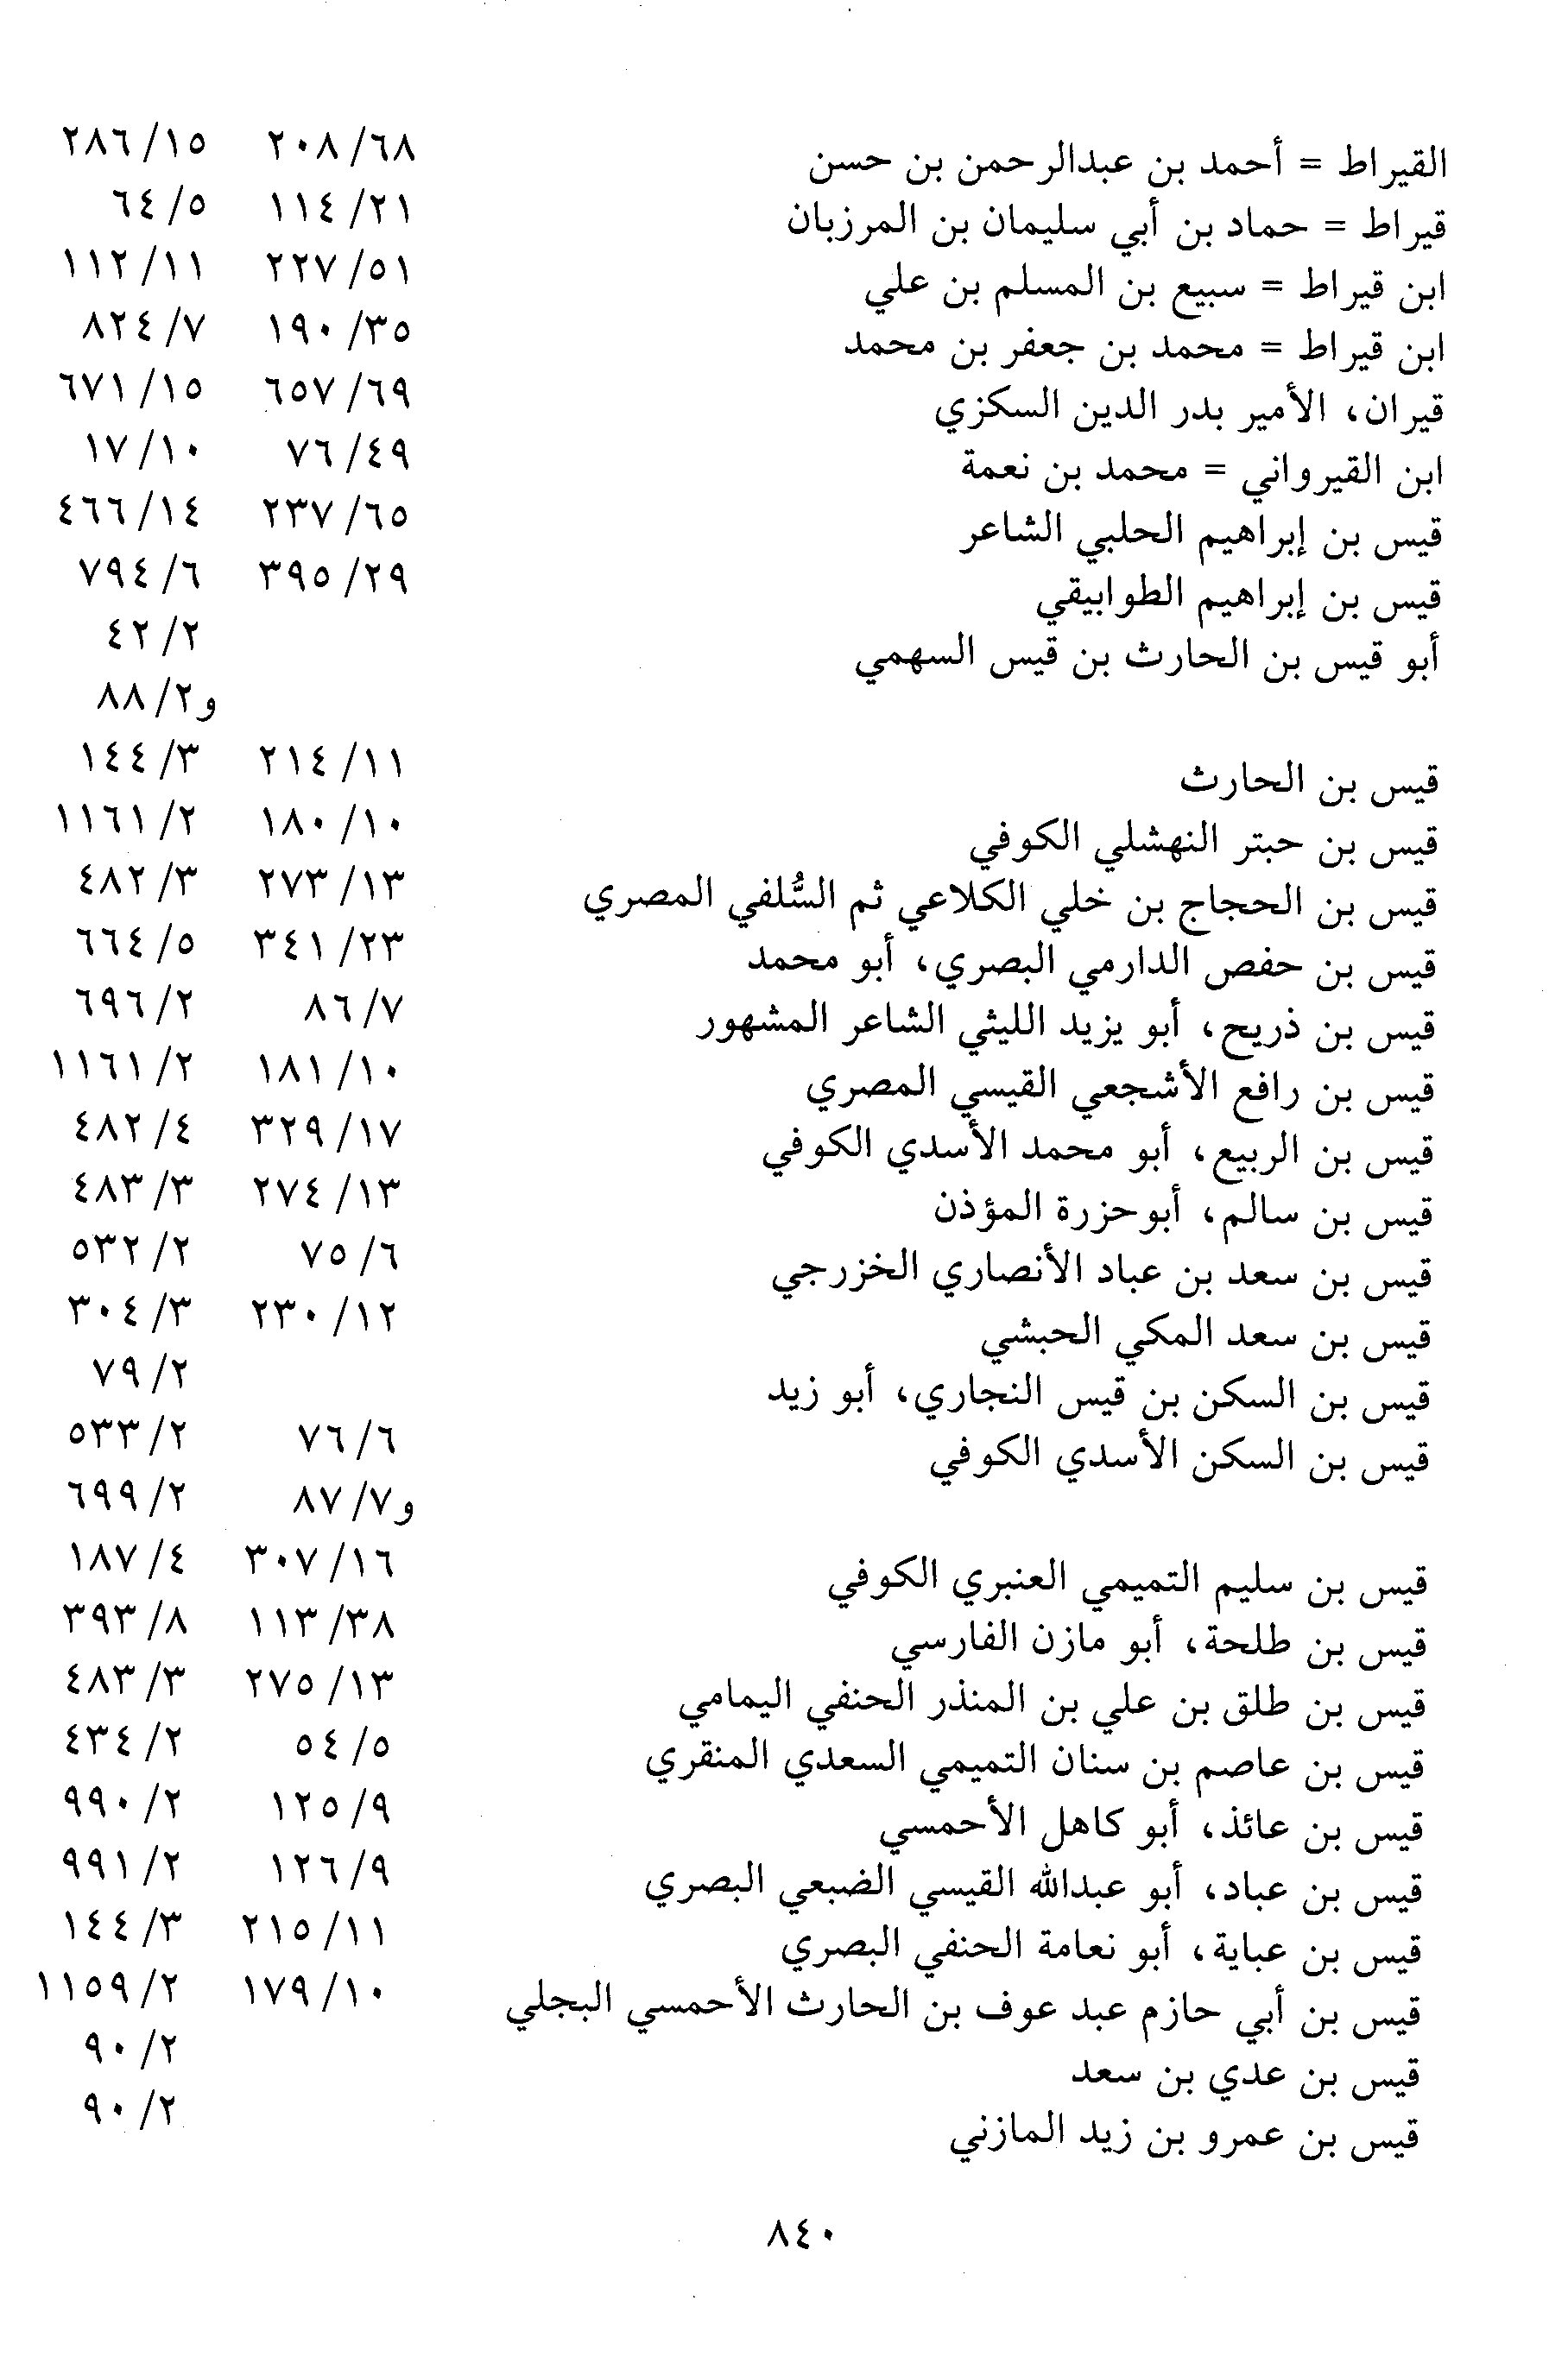 القيراط = أحمد بن عبدالرحمن بن حسن ٢٠٨/٦٨ ٢٨٦/١٥
قيراط = حماد بن أبي سليمان بن المرزبان ١١٤/٢١ ٦٤/٥
ابن قيراط = سبيع بن المسلم بن علي ٢٢٧/٥١ ١١٢/١١
ابن قيراط = محمد بن جعفر بن محمد ١٩٠/٣٥ ٨٢٤/٧
قيران، الأمير بدر الدين السكزي ٦٥٧/٦٩ ٦٧١/١٥
ابن القيرواني = محمد بن نعمة ٧٦/٤٩ ١٧/١٠
قيس بن إبراهيم الحلبي الشاعر ٢٣٧/٦٥ ٤٦٦/١٤
قيس بن إبراهيم الطوابيقي ٣٩٥/٢٩ ٧٩٤/٦
أبو قيس بن الحارث بن قيس السهمي ٤٢/٢
و٨٨/٢
قيس بن الحارث ٢١٤/١١ ١٤٤/٣
قيس بن حبتر النهشلي الكوفي ١٨٠/١٠ ١١٦١/٢
قيس بن الحجاج بن خلي الكلاعي ثم السُّلفي المصري ٢٧٣/١٣ ٤٨٢/٣
قيس بن حفص الدارمي البصري، أبو محمد ٣٤١/٢٣ ٦٦٤/٥
قيس بن ذريح، أبو يزيد الليثي الشاعر المشهور ٨٦/٧ ٦٩٦/٢
قيس بن رافع الأشجعي القيسي المصري ١٨١/١٠ ١١٦١/٢
قيس بن الربيع، أبو محمد الأسدي الكوفي ٣٢٩/١٧ ٤٨٢/٤
قيس بن سالم، أبوحزرة المؤذن ٢٧٤/١٣ ٤٨٣/٣
قيس بن سعد بن عباد الأنصاري الخزرجي ٧٥/٦ ٥٣٢/٢
قيس بن سعد المكي الحبشي ٢٣٠/١٢ ٣٠٤/٣
قيس بن السكن بن قيس النجاري، أبو زيد ٧٩/٢
قيس بن السكن الأسدي الكوفي ٧٦/٦ ٥٣٣/٢
و٨٧/٧ ٦٩٩/٢
قيس بن سليم التميمي العنبري الكوفي ٣٠٧/١٦ ١٨٧/٤
قيس بن طلحة، أبو مازن الفارسي ١١٣/٣٨ ٣٩٣/٨
قيس بن طلق بن علي بن المنذر الحنفي اليمامي ٢٧٥/١٣ ٤٨٣/٣
قيس بن عاصم بن سنان التميمي السعدي المنقري ٥٤/٥ ٤٣٤/٢
قيس بن عائذ، أبو كاهل الأحمسي ١٢٥/٩ ٩٩٠/٢
قيس بن عباد، أبو عبدالله القيسي الضبعي البصري ١٢٦/٩ ٩٩١/٢
قيس بن عباية، أبو نعامة الحنفي البصري ٢١٥/١١ ١٤٤/٣
قيس بن أبي حازم عبد عوف بن الحارث الأحمسي البجلي ١٧٩/١٠ ١١٥٩/٢
قيس بن عدي بن سعد ٩٠/٢
قيس بن عمرو بن زيد المازني ٩٠/٢
٨٤٠